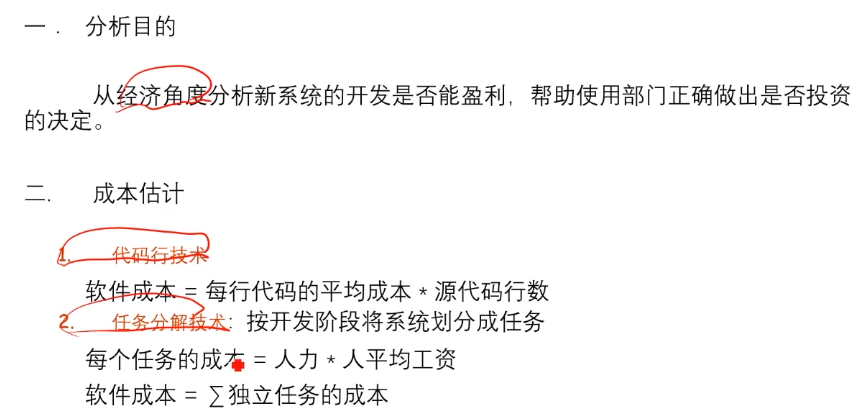 一． 分析目的
从经济角度分析新系统的开发是否能盈利，帮助使用部门正确做出是否投资
的决定。
二. 成本估计
1. 代码行技术
软件成本 = 每行代码的平均成本 * 源代码行数
2. 任务分解技术：按开发阶段将系统划分成任务
每个任务的成本 = 人力 * 人平均工资
软件成本 = ∑独立任务的成本